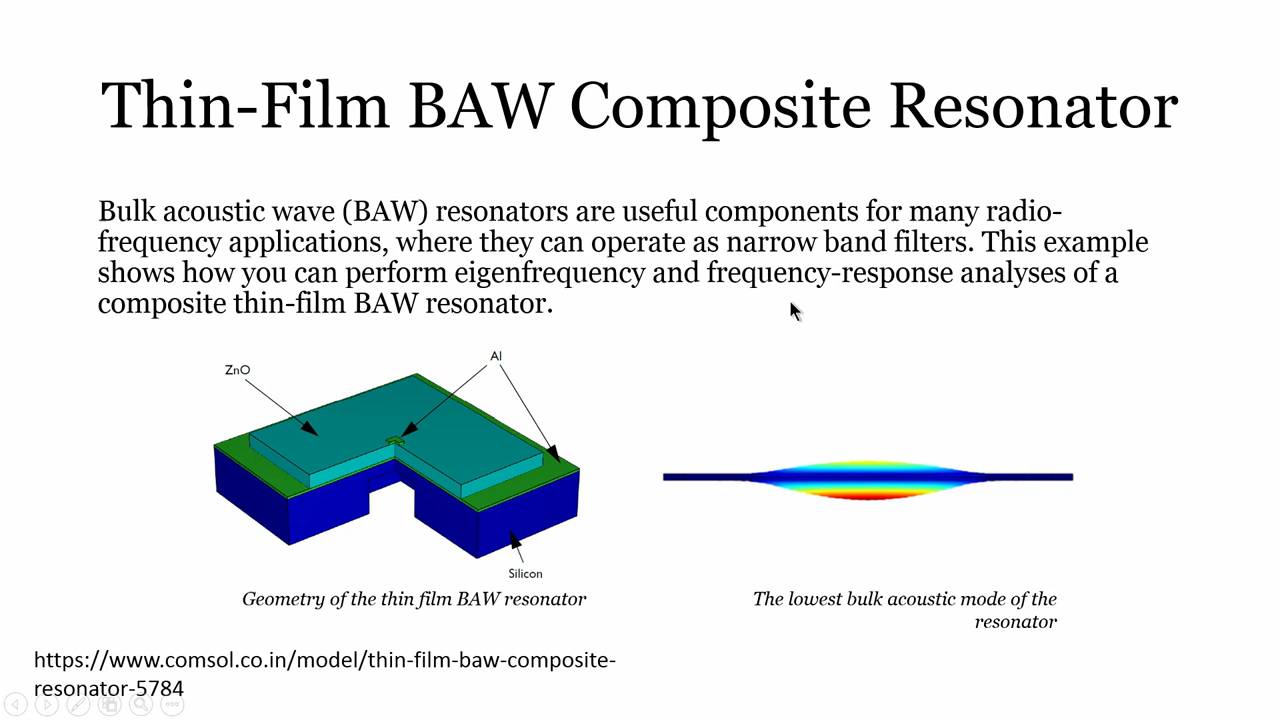 Thin-Film BAW Composite Resonator
Bulk acoustic wave (BAW) resonators are useful components for many radio-
frequency applications, where they can operate as narrow band filters. This example
shows how you can perform eigenfrequency and frequency-response analyses of a
composite thin-film BAW resonator.
ZnO
Al
Silicon
Geometry of the thin film BAW resonator
The lowest bulk acoustic mode of the
resonator
https://www.comsol.co.in/model/thin-film-baw-composite-
resonator-5784